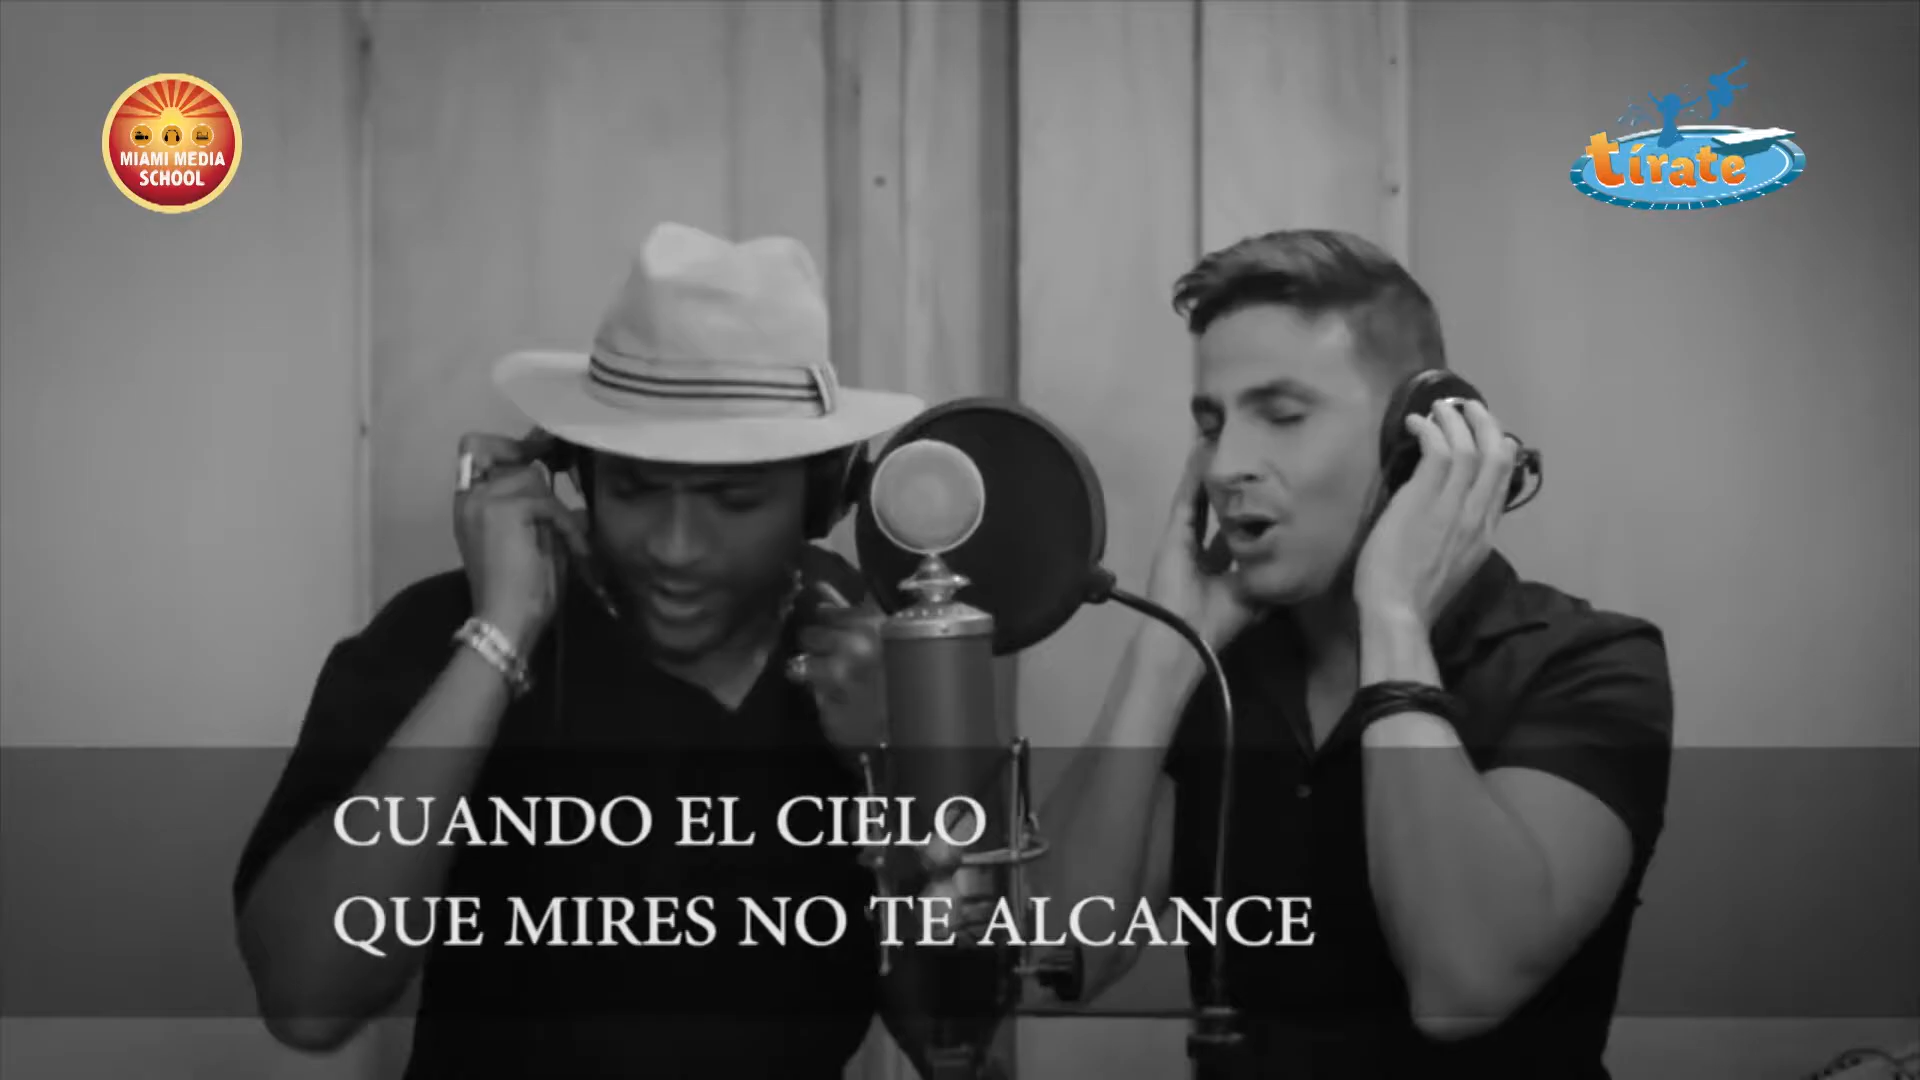 MIAMI MEDIA
SCHOOL
tírate
CUANDO EL CIELO
QUE MIRES NO TE ALCANCE